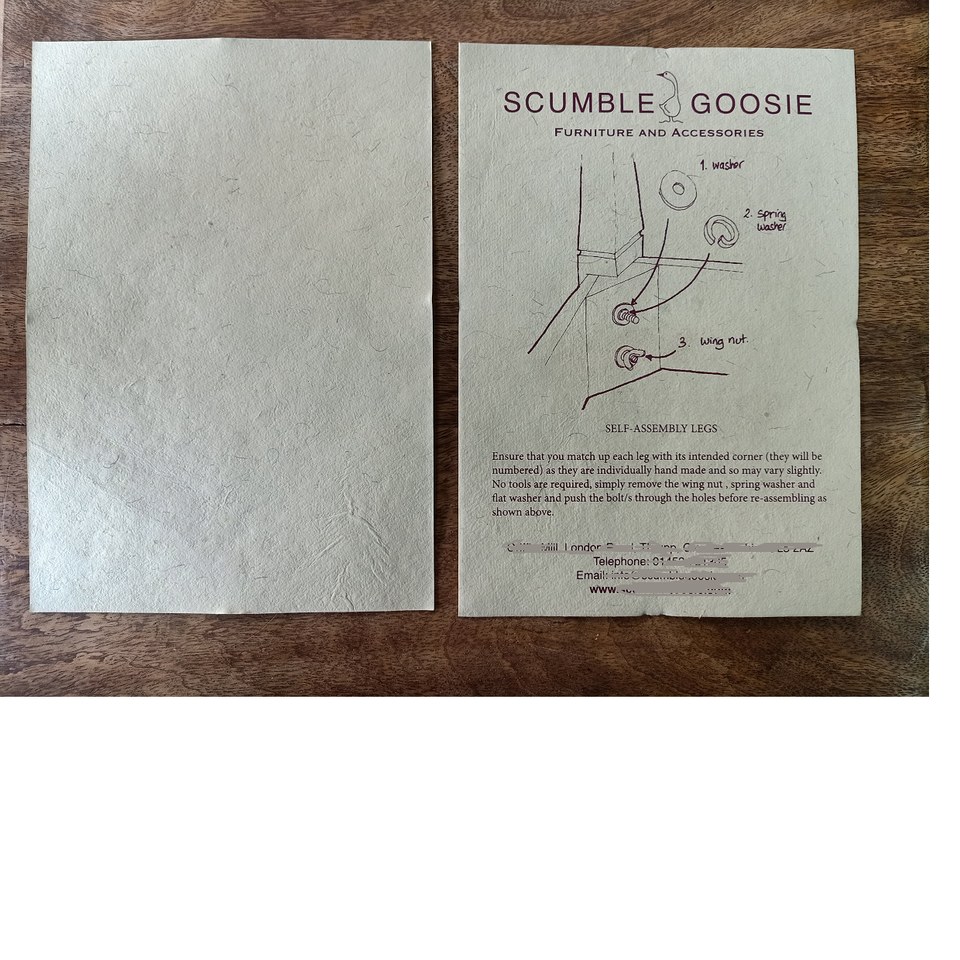 SCUMBLE GOOSIE
FURNITURE AND ACCESSORIES
1. washer
2. Spring
washer
3. Wing nut.
SELF-ASSEMBLY LEGS
Ensure that you match up each leg with its intended corner (they will be
numbered) as they are individually hand made and so may vary slightly.
No tools are required, simply remove the wing nut , spring washer and
flat washer and push the bolt/s through the holes before re-assembling as
shown above.
Mill, London
Telephone:
Email:
www.